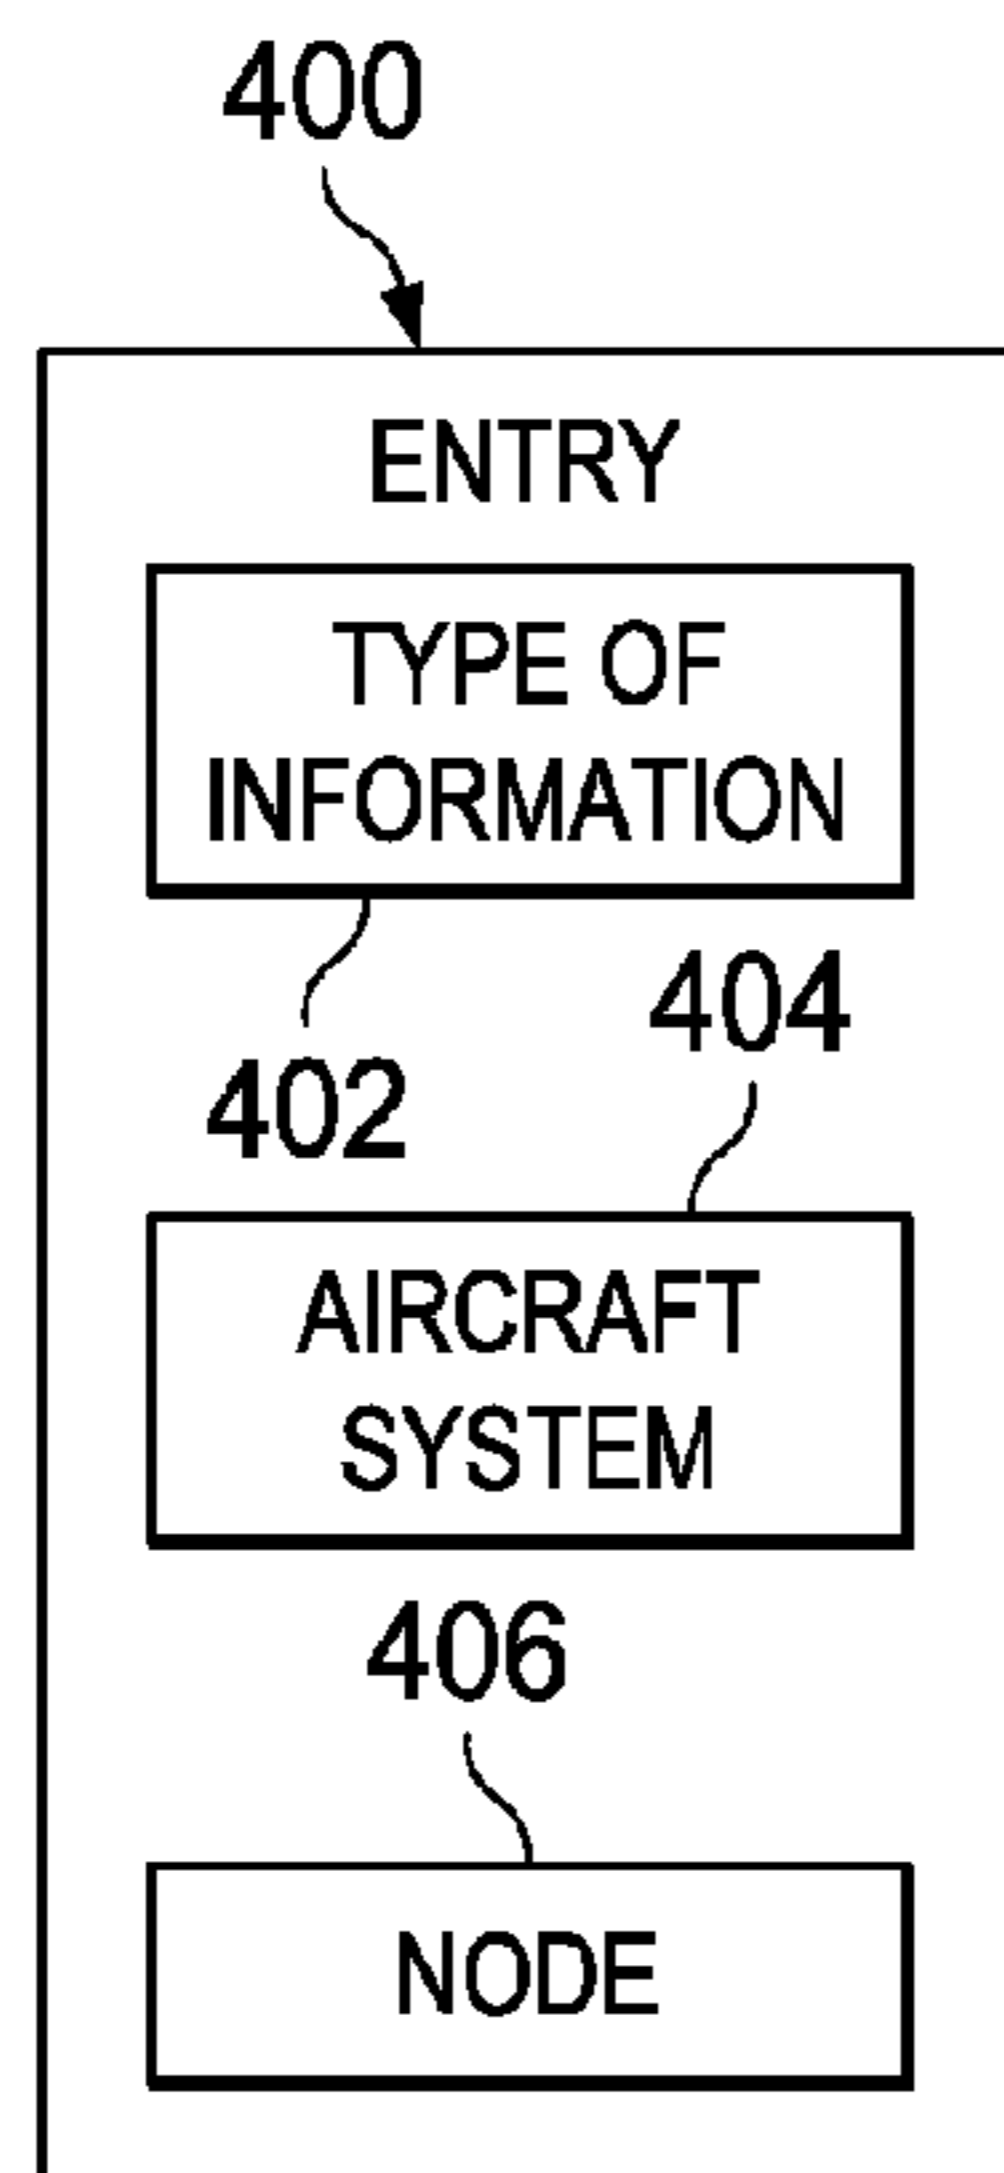 400
ENTRY
TYPE OF
INFORMATION
402
404
AIRCRAFT
SYSTEM
406
NODE